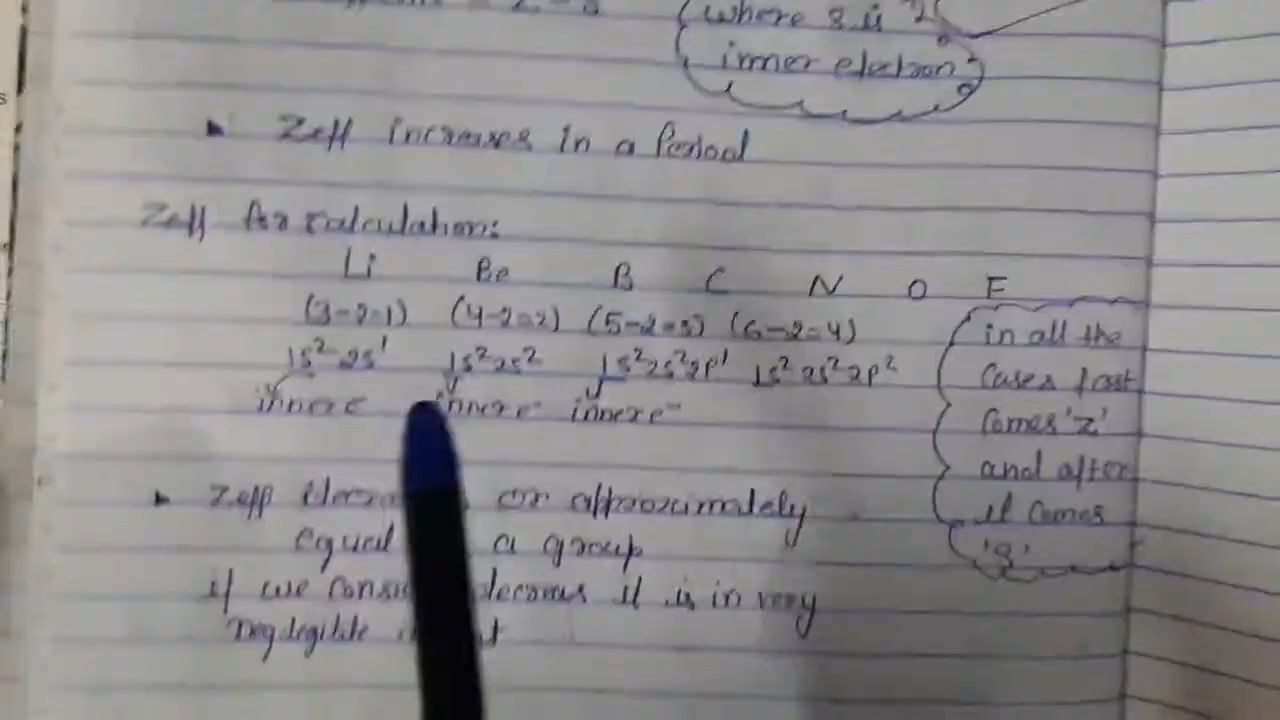 = Z - S
(where s is '2'
inner electron)
Zeff increases in a Period
Zeff for calculation:
Li Be B C N O F
(3-2=1) (4-2=2) (5-2=3) (6-2=4)
1s² 2s¹ 1s² 2s² 1s² 2s² 2p¹ 1s² 2s² 2p²
inner e inner e⁻ inner e⁻
in all the
cases fast
comes 'z'
and after
it comes
's'
Zeff or approximately
equal a group
if we it is in very
neglegible